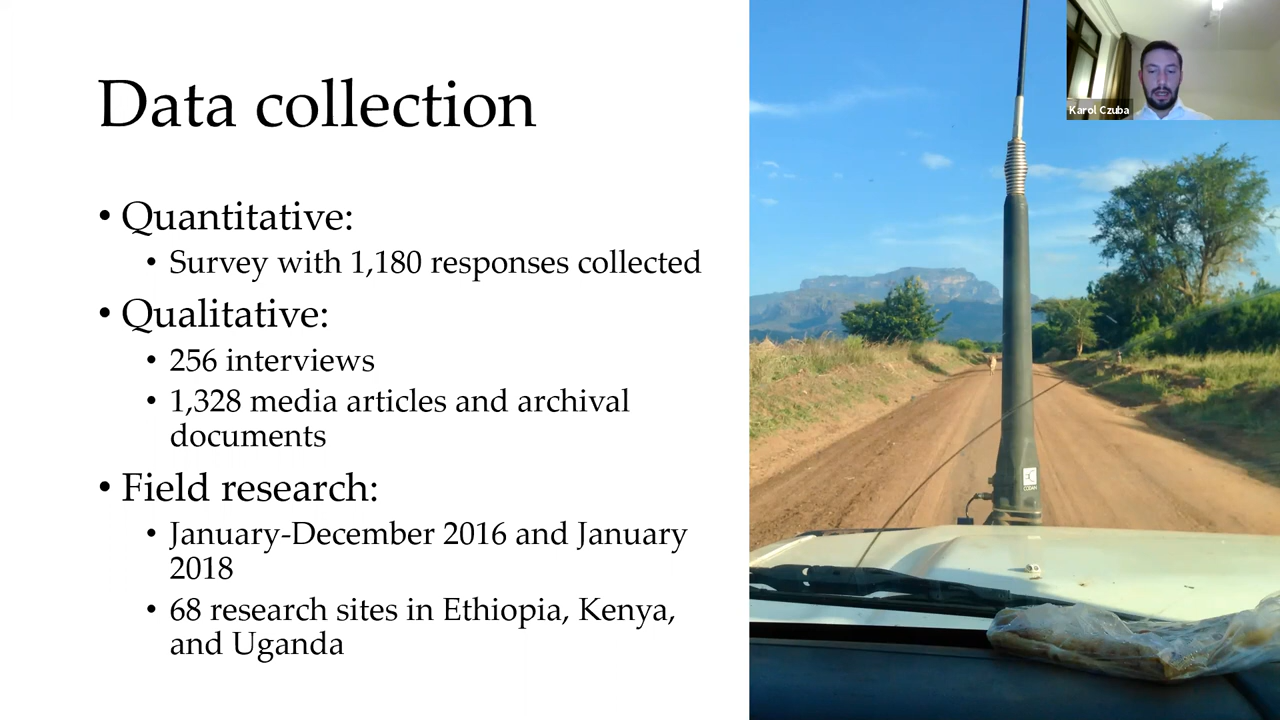 Data collection
• Quantitative:
• Survey with 1,180 responses collected
• Qualitative:
• 256 interviews
• 1,328 media articles and archival
documents
• Field research:
• January-December 2016 and January
2018
• 68 research sites in Ethiopia, Kenya,
and Uganda
Karol Czuba